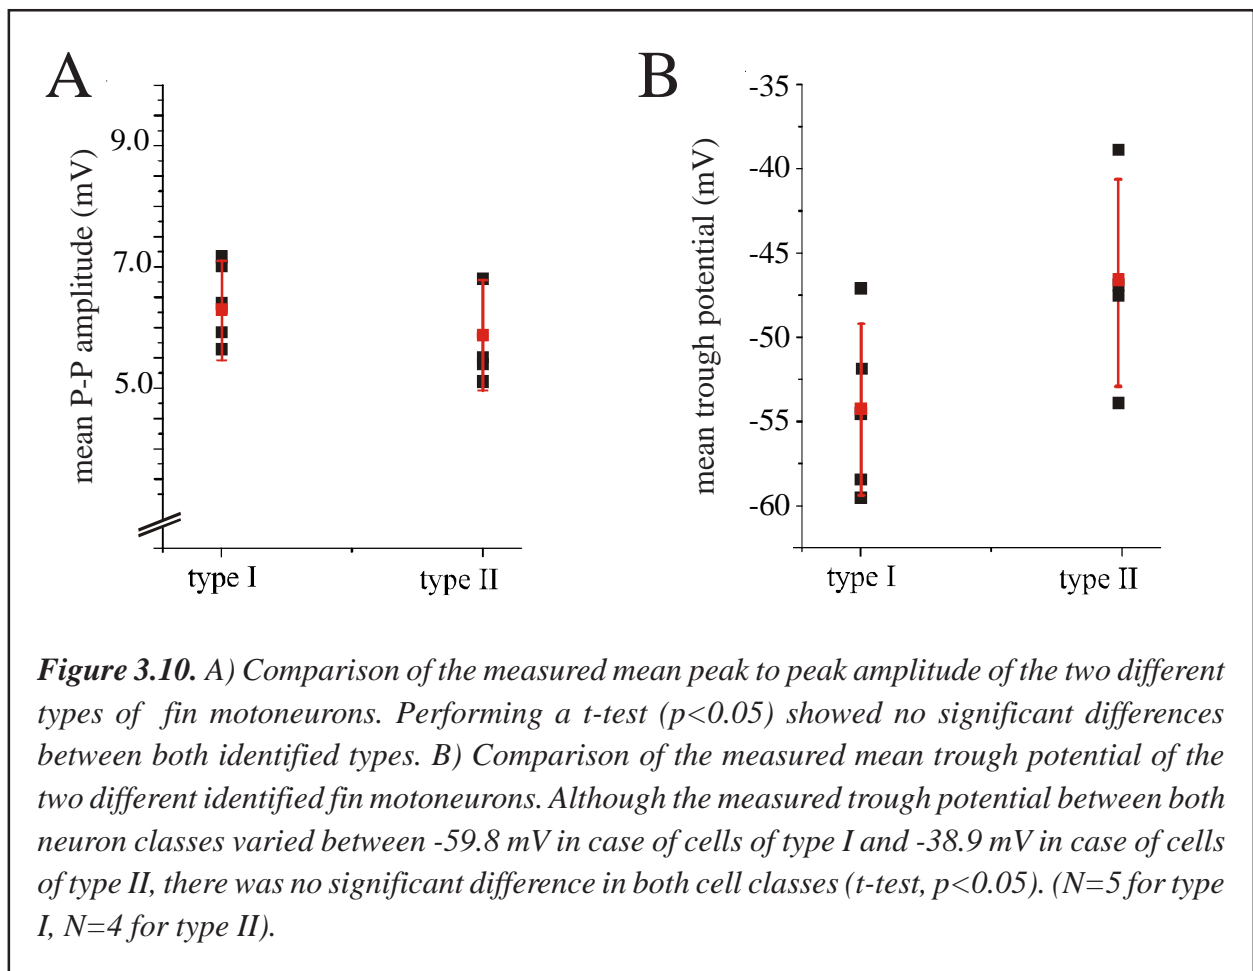 A
B
mean P-P amplitude (mV)
9.0
7.0
5.0
type I
type II
mean trough potential (mV)
-35
-40
-45
-50
-55
-60
type I
type II
Figure 3.10. A) Comparison of the measured mean peak to peak amplitude of the two different
types of fin motoneurons. Performing a t-test (p<0.05) showed no significant differences
between both identified types. B) Comparison of the measured mean trough potential of the
two different identified fin motoneurons. Although the measured trough potential between both
neuron classes varied between -59.8 mV in case of cells of type I and -38.9 mV in case of cells
of type II, there was no significant difference in both cell classes (t-test, p<0.05). (N=5 for type
I, N=4 for type II).